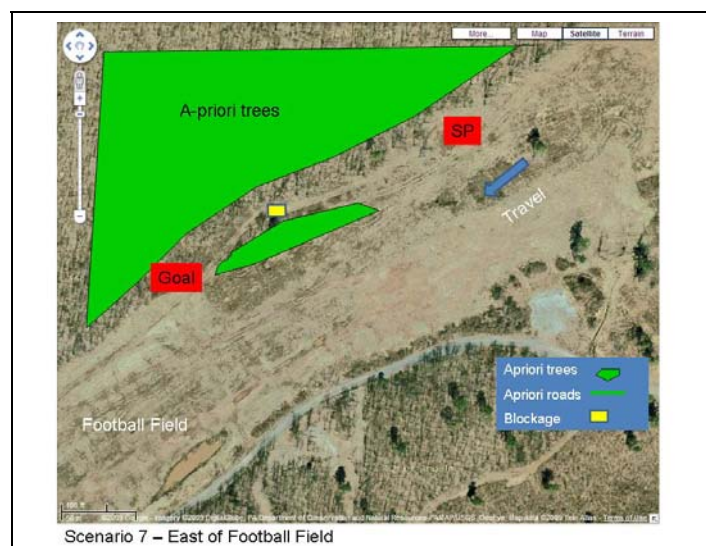 More...
Map
Satellite
Terrain
A-priori trees
SP
Travel
Goal
Apriori trees
Apriori roads
Blockage
Football Field
Scenario 7 – East of Football Field